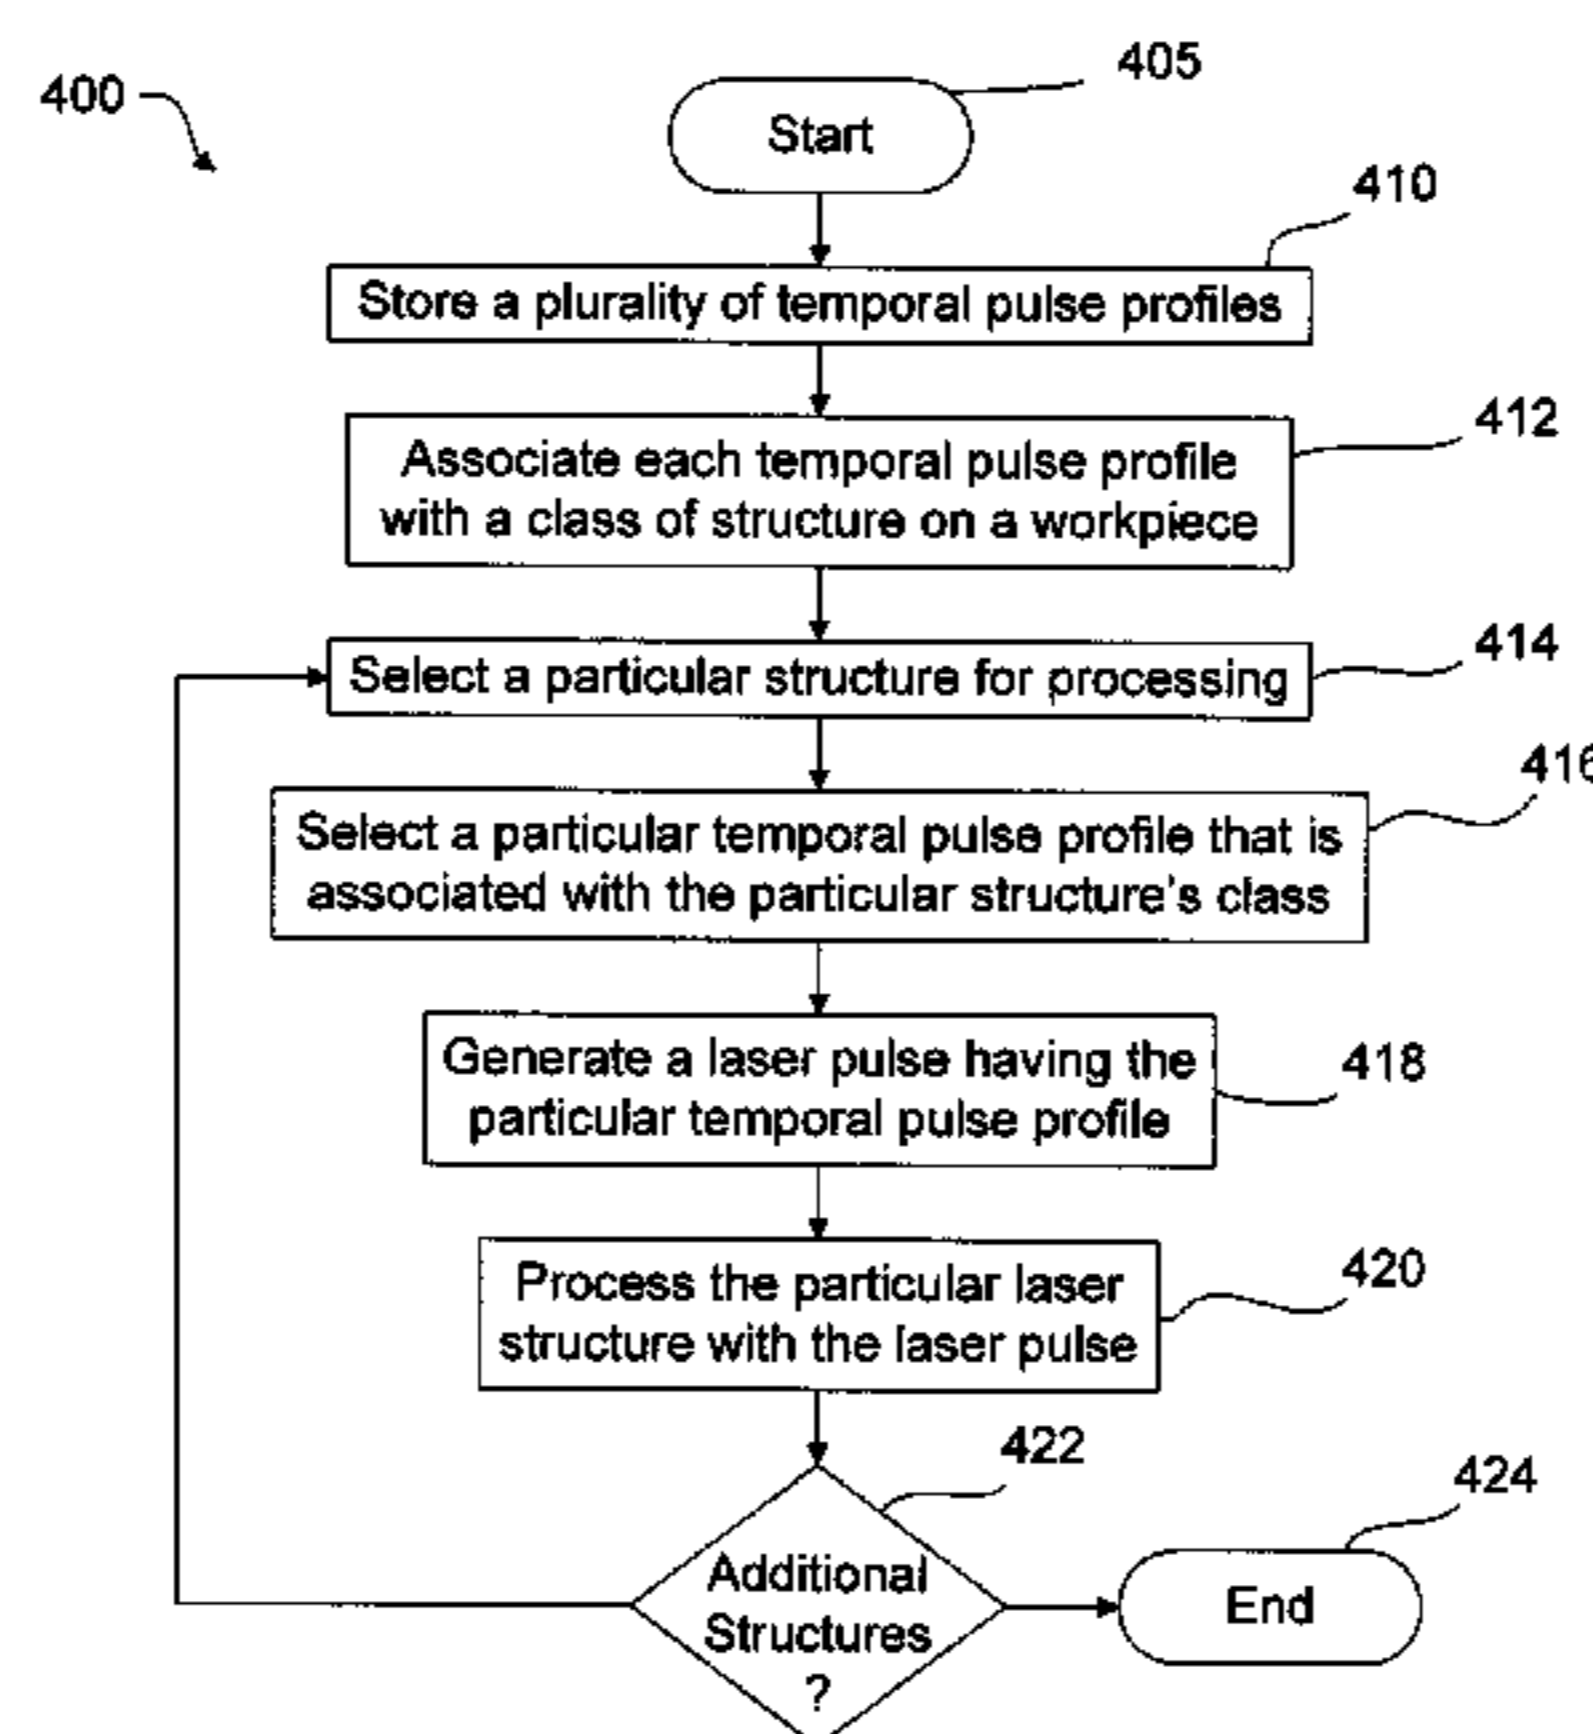 400
405
Start
410
Store a plurality of temporal pulse profiles
412
Associate each temporal pulse profile
with a class of structure on a workpiece
414
Select a particular structure for processing
416
Select a particular temporal pulse profile that is
associated with the particular structure's class
418
Generate a laser pulse having the
particular temporal pulse profile
420
Process the particular laser
structure with the laser pulse
422
424
Additional
Structures
?
End